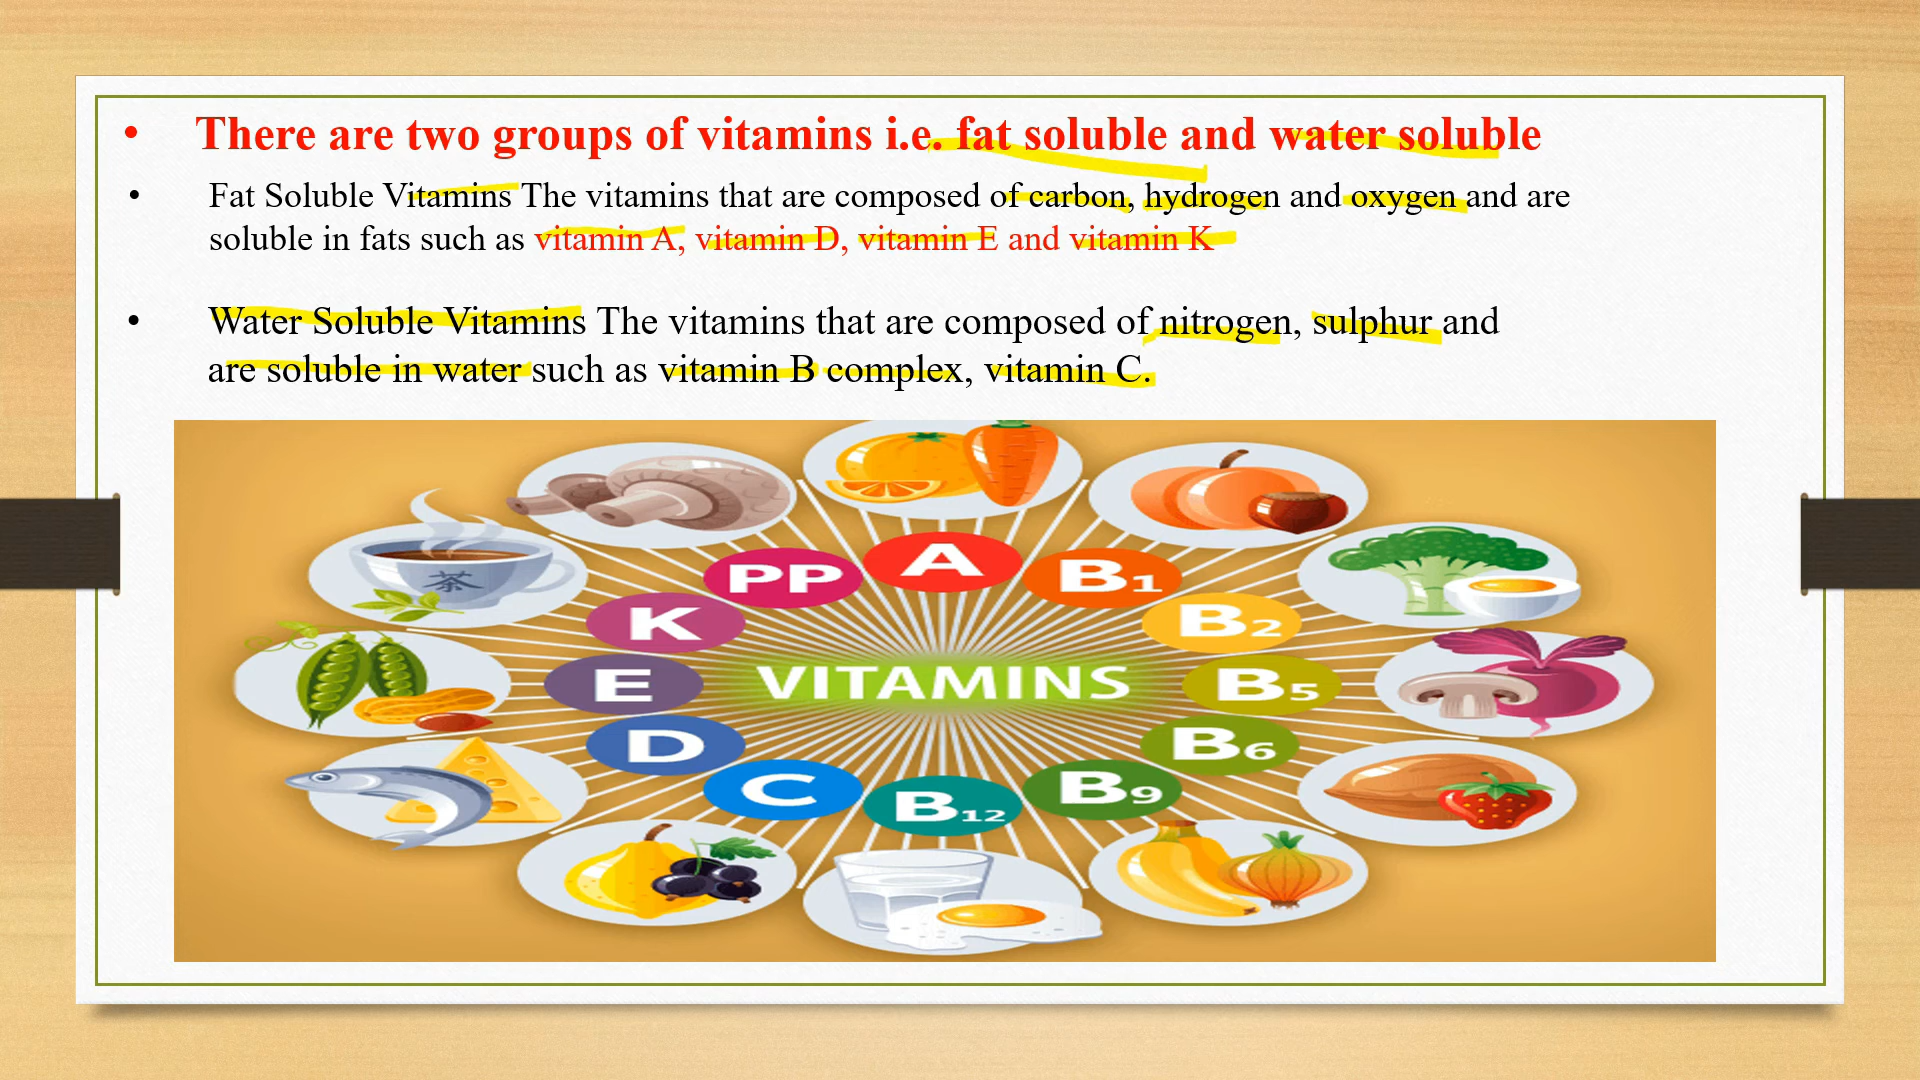 • There are two groups of vitamins i.e. fat soluble and water soluble
• Fat Soluble Vitamins The vitamins that are composed of carbon, hydrogen and oxygen and are
soluble in fats such as vitamin A, vitamin D, vitamin E and vitamin K
• Water Soluble Vitamins The vitamins that are composed of nitrogen, sulphur and
are soluble in water such as vitamin B complex, vitamin C.
A
PP
B1
K
B2
茶
E
VITAMINS
B5
D
B6
C
B9
B12